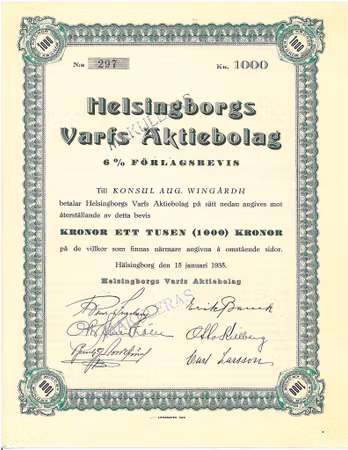 1000 1000
N:R 297 KR. 1000
Helsingborgs
Varfs Aktiebolag
6 % FÖRLAGSBEVIS
Till KONSUL AUG. WINGÅRDH
betalar Helsingborgs Varfs Aktiebolag på sätt nedan angives mot
återställande av detta bevis
KRONOR ETT TUSEN (1000) KRONOR
på de villkor som finnas närmare angivna å omstående sidor.
Hälsingborg den 15 januari 1935.
Helsingborgs Varfs Aktiebolag
Erik Banck
Otto Kilberg
Carl Larsson
1000 1000